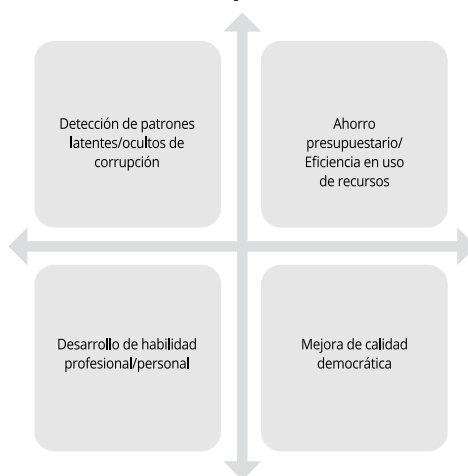 Detección de patrones
latentes/ocultos de
corrupción
Ahorro
presupuestario/
Eficiencia en uso
de recursos
Desarrollo de habilidad
profesional/personal
Mejora de calidad
democrática